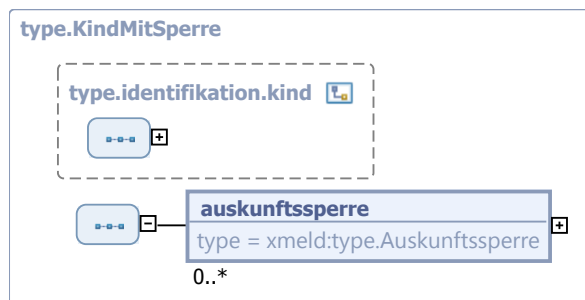 type.KindMitSperre
type.identifikation.kind
auskunftssperre
type = xmeld:type.Auskunftssperre
0..*